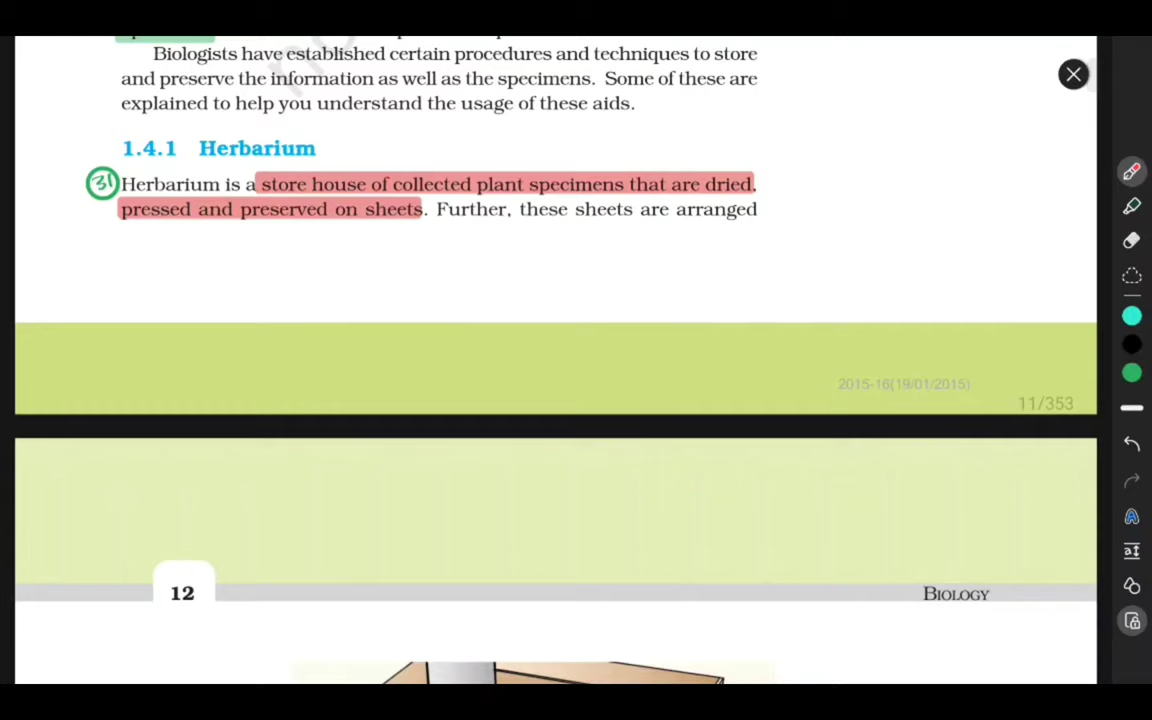 Biologists have established certain procedures and techniques to store
and preserve the information as well as the specimens. Some of these are
explained to help you understand the usage of these aids.
1.4.1 Herbarium
31 Herbarium is a store house of collected plant specimens that are dried,
pressed and preserved on sheets. Further, these sheets are arranged
2015-16(19/01/2015)
11/353
12
BIOLOGY